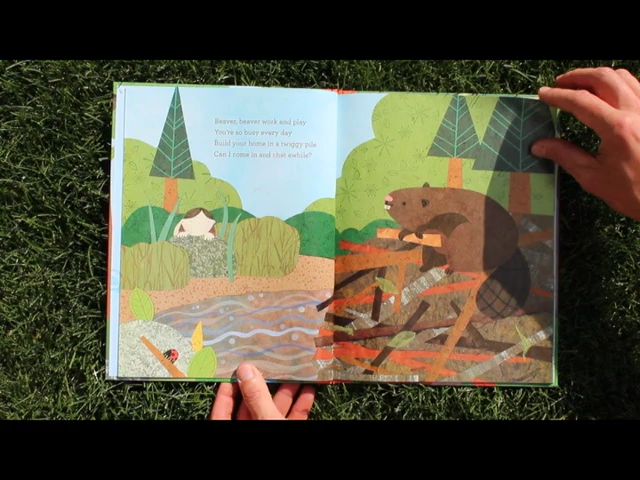 Beaver, beaver work and play
You're so busy every day
Build your home in a twiggy pile
Can I come in and chat awhile?